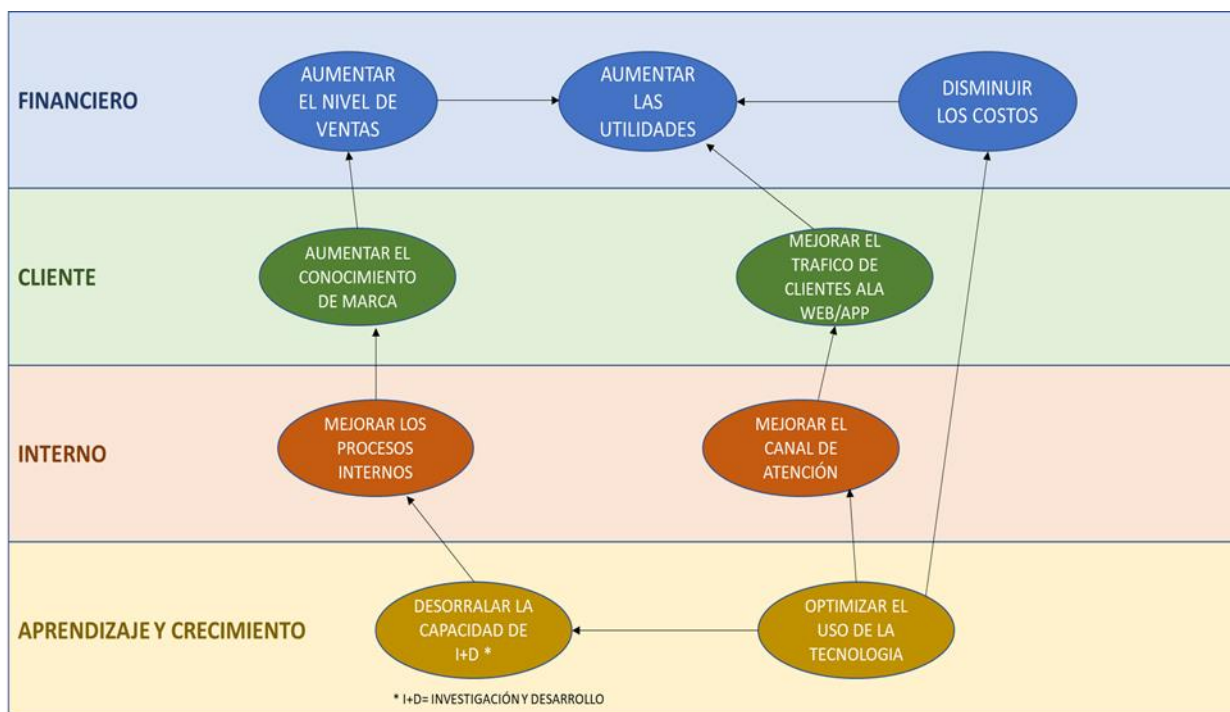 FINANCIERO
AUMENTAR
EL NIVEL DE
VENTAS
AUMENTAR
LAS
UTILIDADES
DISMINUIR
LOS COSTOS
CLIENTE
AUMENTAR EL
CONOCIMIENTO
DE MARCA
MEJORAR EL
TRAFICO DE
CLIENTES ALA
WEB/APP
INTERNO
MEJORAR LOS
PROCESOS
INTERNOS
MEJORAR EL
CANAL DE
ATENCIÓN
APRENDIZAJE Y CRECIMIENTO
DESORRALAR LA
CAPACIDAD DE
I+D *
OPTIMIZAR EL
USO DE LA
TECNOLOGIA
* I+D= INVESTIGACIÓN Y DESARROLLO